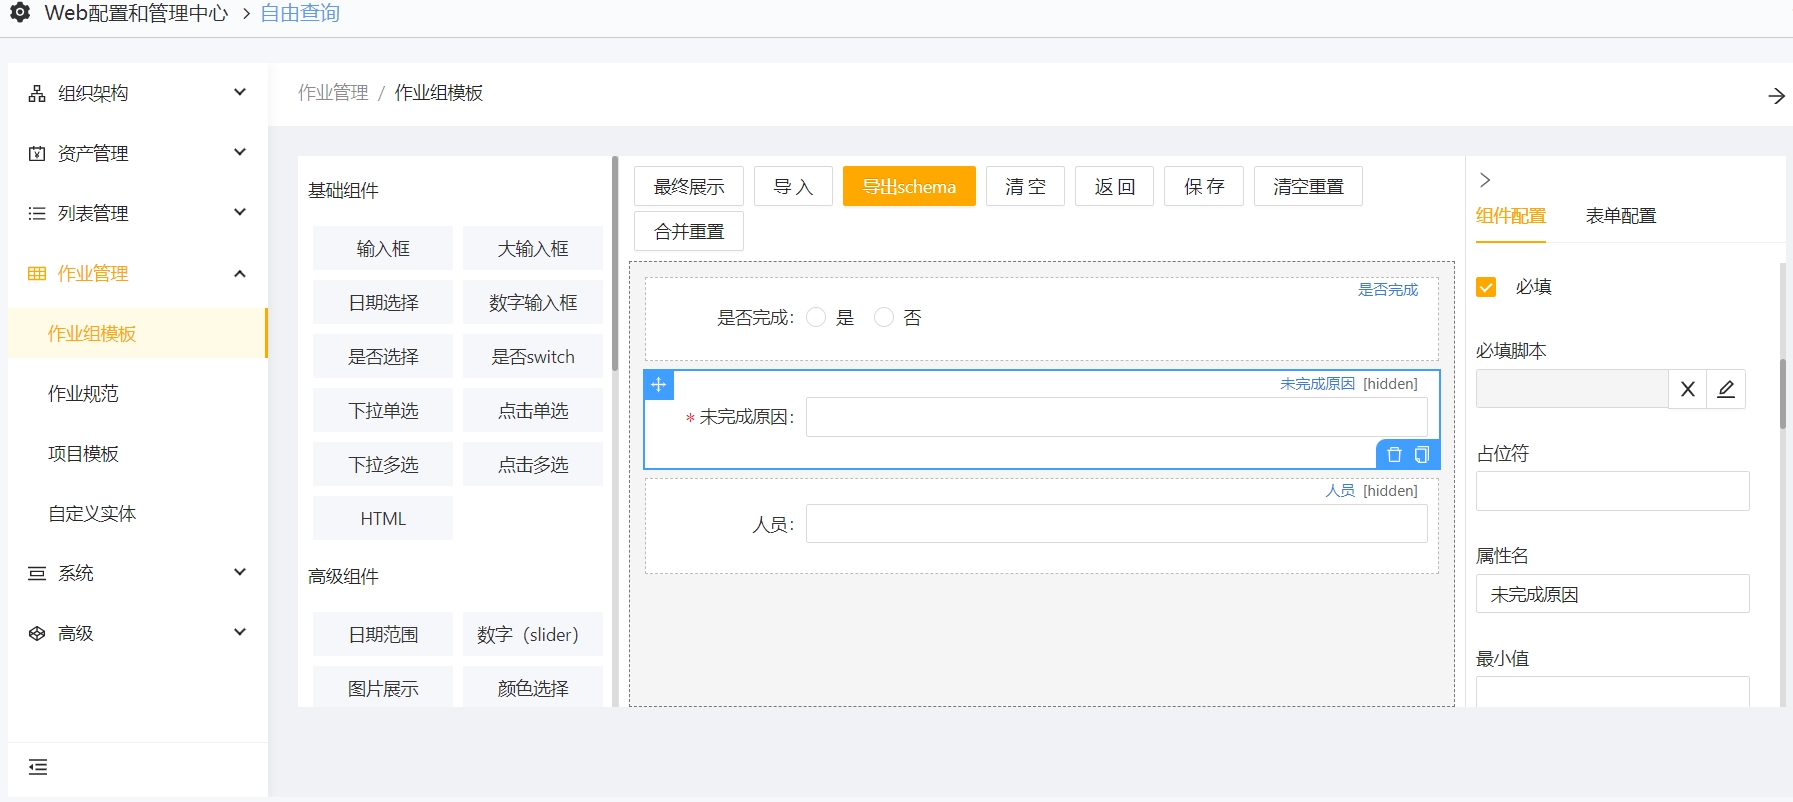 Web配置和管理中心 > 自由查询
组织架构
资产管理
列表管理
作业管理
作业组模板
作业规范
项目模板
自定义实体
系统
高级
作业管理 / 作业组模板
基础组件
输入框
大输入框
日期选择
数字输入框
是否选择
是否switch
下拉单选
点击单选
下拉多选
点击多选
HTML
高级组件
日期范围
数字（slider）
图片展示
颜色选择
最终展示
导入
导出schema
清空
返回
保存
清空重置
合并重置
是否完成
是否完成: 是 否
未完成原因 [hidden]
* 未完成原因:
人员 [hidden]
人员:
组件配置
表单配置
必填
必填脚本
X
占位符
属性名
未完成原因
最小值